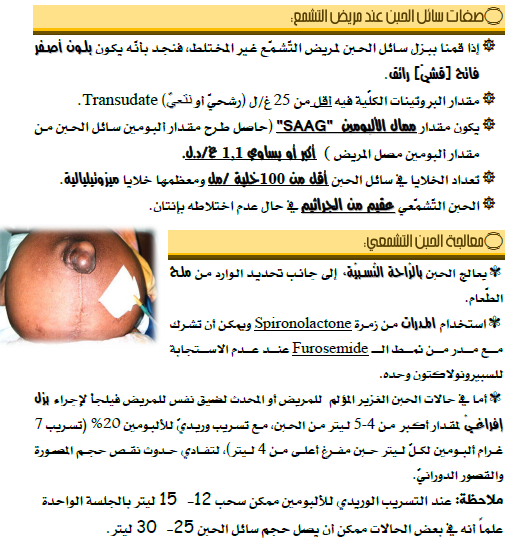 صفات سائل الحبن عند مريض التشمع:
إذا قمنا ببزل سائل الحبن لمريض التشمّع غير المختلط، فنجد بأنّه يكون بلون أصفر
فاتح [قشيّ] رائق.
مقدار البروتينات الكلّية فيه أقل من 25 غ/ل (رشحيّ أو نتحيّ) Transudate.
يكون مقدار ممال الألبومين "SAAG" (حاصل طرح مقدار ألبومين سائل الحبن من
مقدار ألبومين مصل المريض ) أكبر أو يساوي 1,1 غ/د.ل.
تعداد الخلايا في سائل الحبن أقل من 100خلية /مل ومعظمها خلايا ميزوتيليالية.
الحبن التشمّعي عقيم من الجراثيم في حال عدم اختلاطه بإنتان.
معالجة الحبن التشمعي:
يعالج الحبن بالراحة النسبيّة، إلى جانب تحديد الوارد من ملح
الطّعام.
استخدام المدرات من زمرة Spironolactone ويمكن أن تشرك
مع مدر من نمط الـ Furosemide عند عدم الاستجابة
للسبيرونولاكتون وحده.
أما في حالات الحبن الغزير المؤلم للمريض أو المحدث لضيق نفس للمريض فيلجأ لإجراء بزل
إفراغيّ لمقدار أكبر من 4-5 ليتر من الحبن، مع تسريب وريديّ للألبومين 20% (تسريب 7
غرام ألبومين لكلّ ليتر حبن مفرغ أعلى من 4 ليتر)، لتفادي حدوث نقص حجم المصورة
والقصور الدورانيّ.
ملاحظة: عند التسريب الوريدي للألبومين ممكن سحب 12- 15 ليتر بالجلسة الواحدة
علماً أنه في بعض الحالات ممكن أن يصل حجم سائل الحبن 25- 30 ليتر.